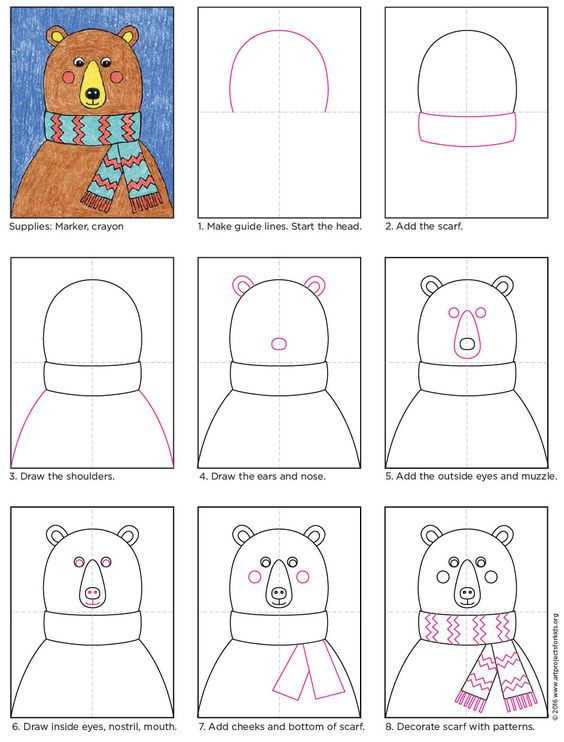 Supplies: Marker, crayon
1. Make guide lines. Start the head.
2. Add the scarf.
3. Draw the shoulders.
4. Draw the ears and nose.
5. Add the outside eyes and muzzle.
6. Draw inside eyes, nostril, mouth.
7. Add cheeks and bottom of scarf.
8. Decorate scarf with patterns.
© 2016 www.artprojectsforkids.org